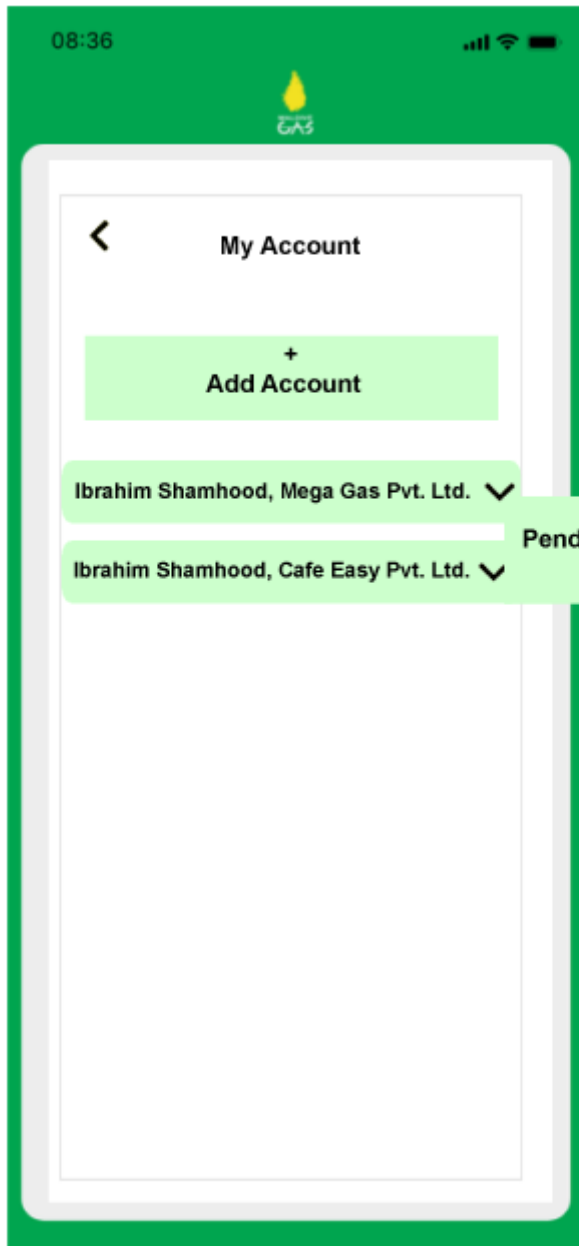 08:36
GAS
My Account
+
Add Account
Ibrahim Shamhood, Mega Gas Pvt. Ltd.
Pend
Ibrahim Shamhood, Cafe Easy Pvt. Ltd.